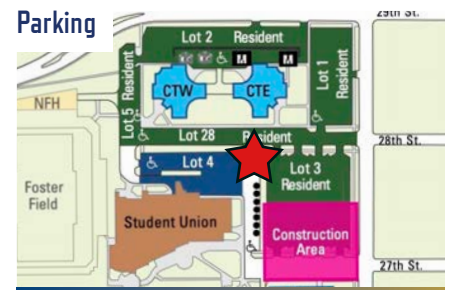 Parking
29th St.
Lot 2 Resident
M M
Lot 1
Resident
CTW
CTE
NFH
Lot 5 Resident
Lot 28 Resident
28th St.
Lot 4
Lot 3
Resident
Foster
Field
Student Union
Construction
Area
27th St.